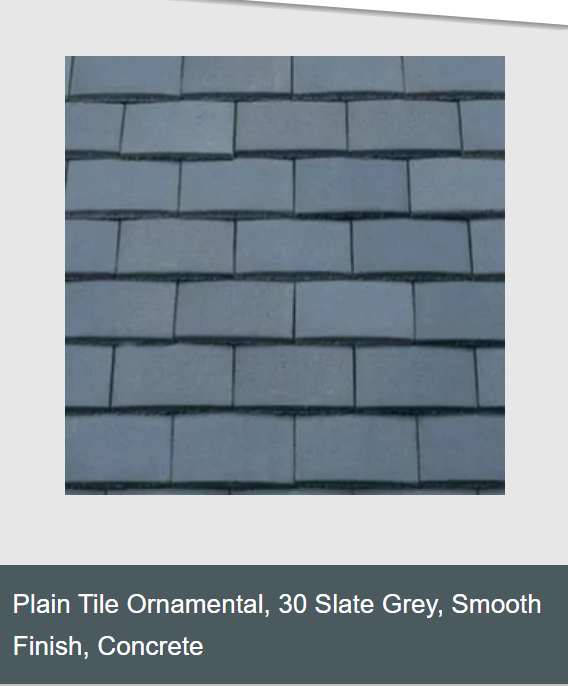 Plain Tile Ornamental, 30 Slate Grey, Smooth
Finish, Concrete